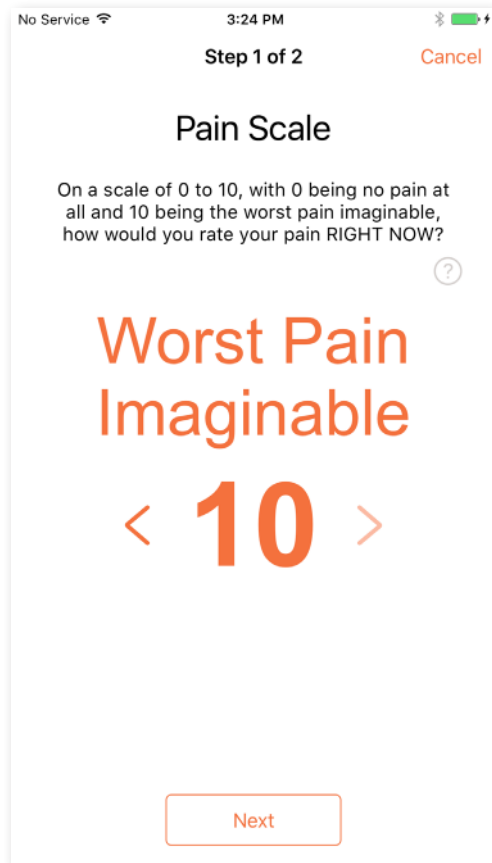 No Service 3:24 PM
Step 1 of 2 Cancel
Pain Scale
On a scale of 0 to 10, with 0 being no pain at
all and 10 being the worst pain imaginable,
how would you rate your pain RIGHT NOW?
?
Worst Pain
Imaginable
< 10 >
Next